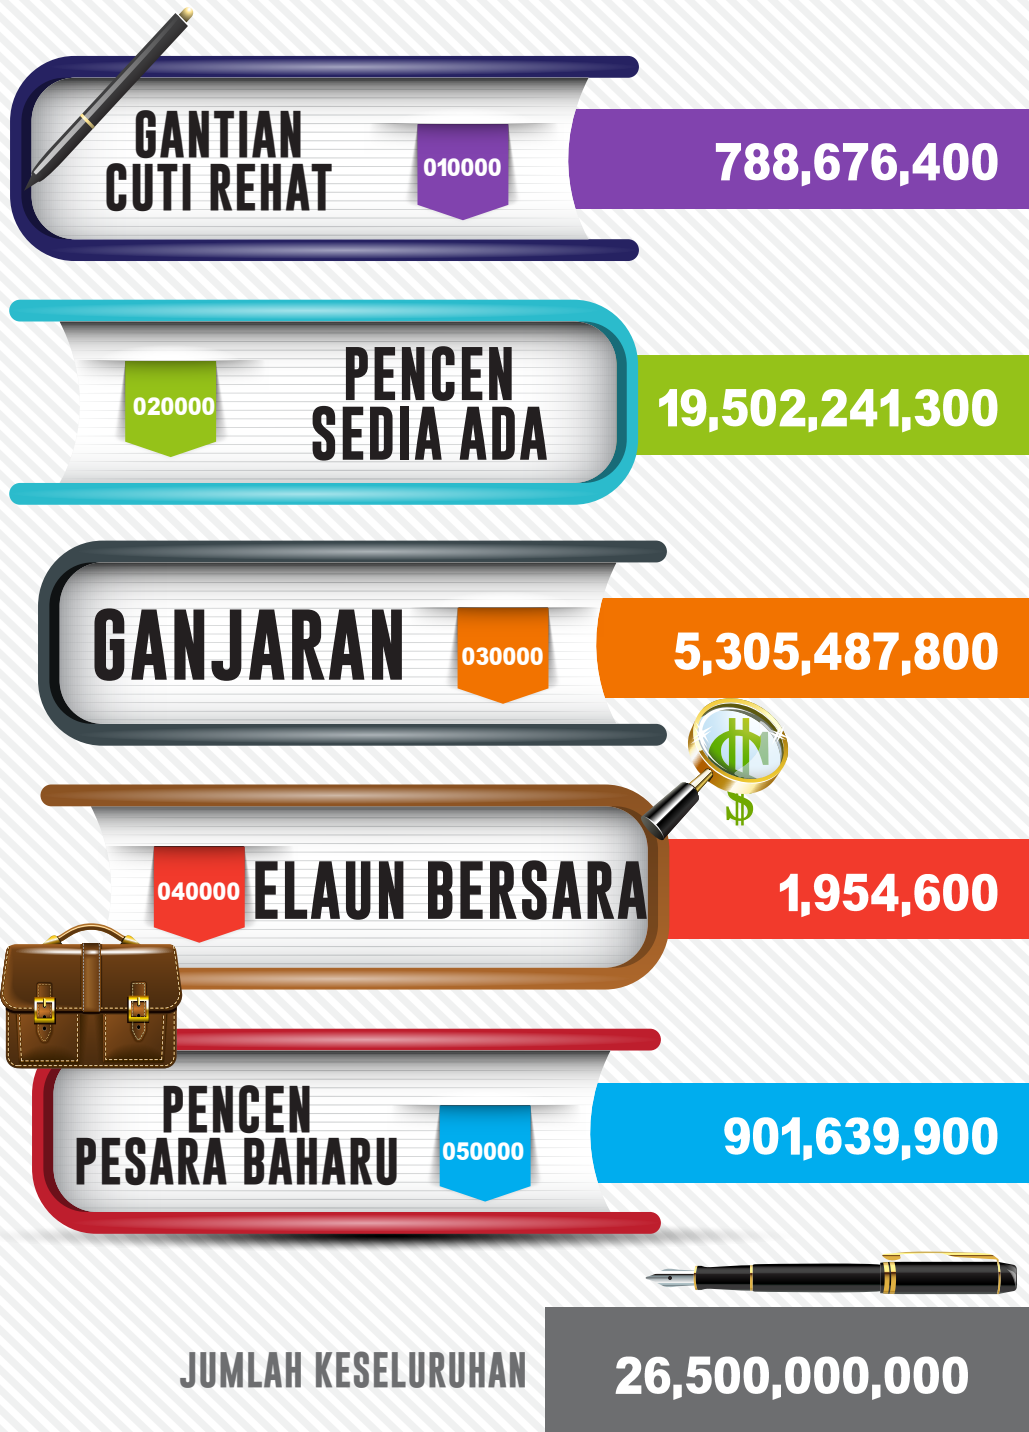 GANTIAN
CUTI REHAT
010000
788,676,400
020000
PENCEN
SEDIA ADA
19,502,241,300
GANJARAN
030000
5,305,487,800
040000
ELAUN BERSARA
1,954,600
PENCEN
PESARA BAHARU
050000
901,639,900
JUMLAH KESELURUHAN
26,500,000,000